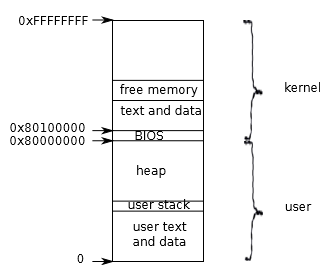 0xFFFFFFFF
kernel
free memory
text and data
0x80100000
BIOS
0x80000000
heap
user stack
user
user text
and data
0